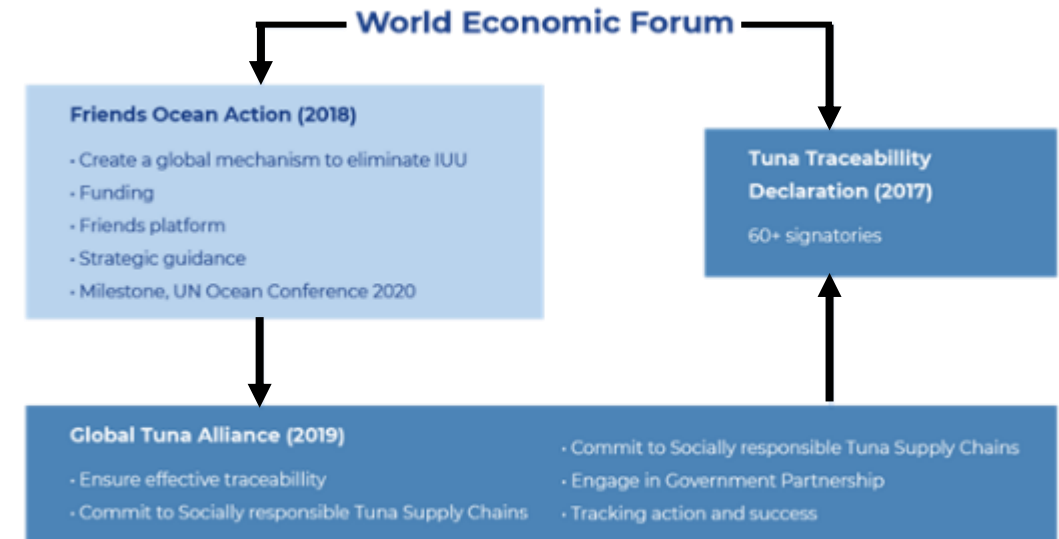 World Economic Forum
Friends Ocean Action (2018)
• Create a global mechanism to eliminate IUU
• Funding
• Friends platform
• Strategic guidance
• Milestone, UN Ocean Conference 2020
Tuna Traceabillity
Declaration (2017)
60+ signatories
Global Tuna Alliance (2019)
• Ensure effective traceabillity
• Commit to Socially responsible Tuna Supply Chains
• Commit to Socially responsible Tuna Supply Chains
• Engage in Government Partnership
• Tracking action and success